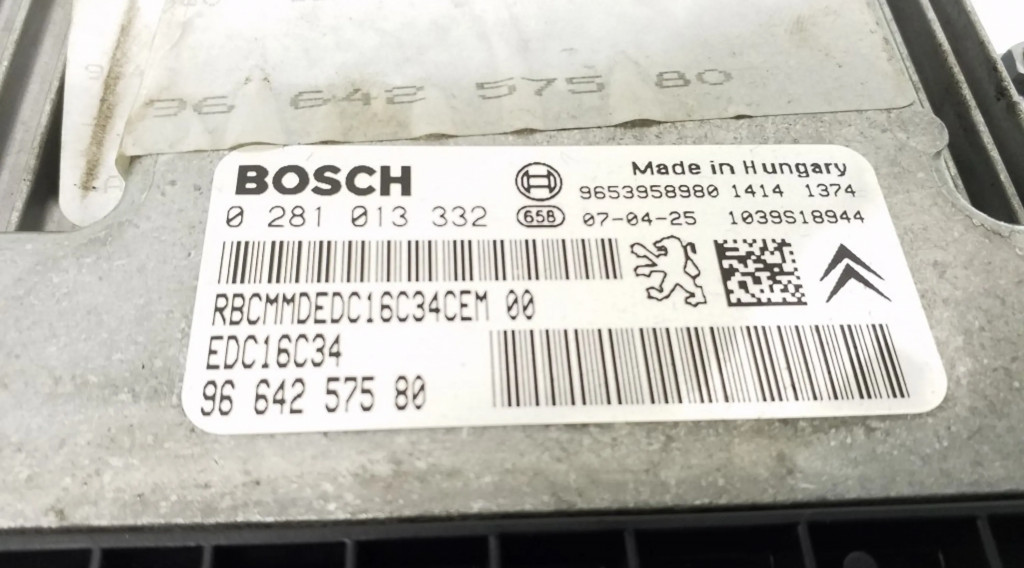 96 642 575 80
BOSCH
Made in Hungary
9653958980 1414 1374
0 281 013 332
658 07-04-25 1039S18944
RBCMMDEDC16C34CEM 00
EDC16C34
96 642 575 80